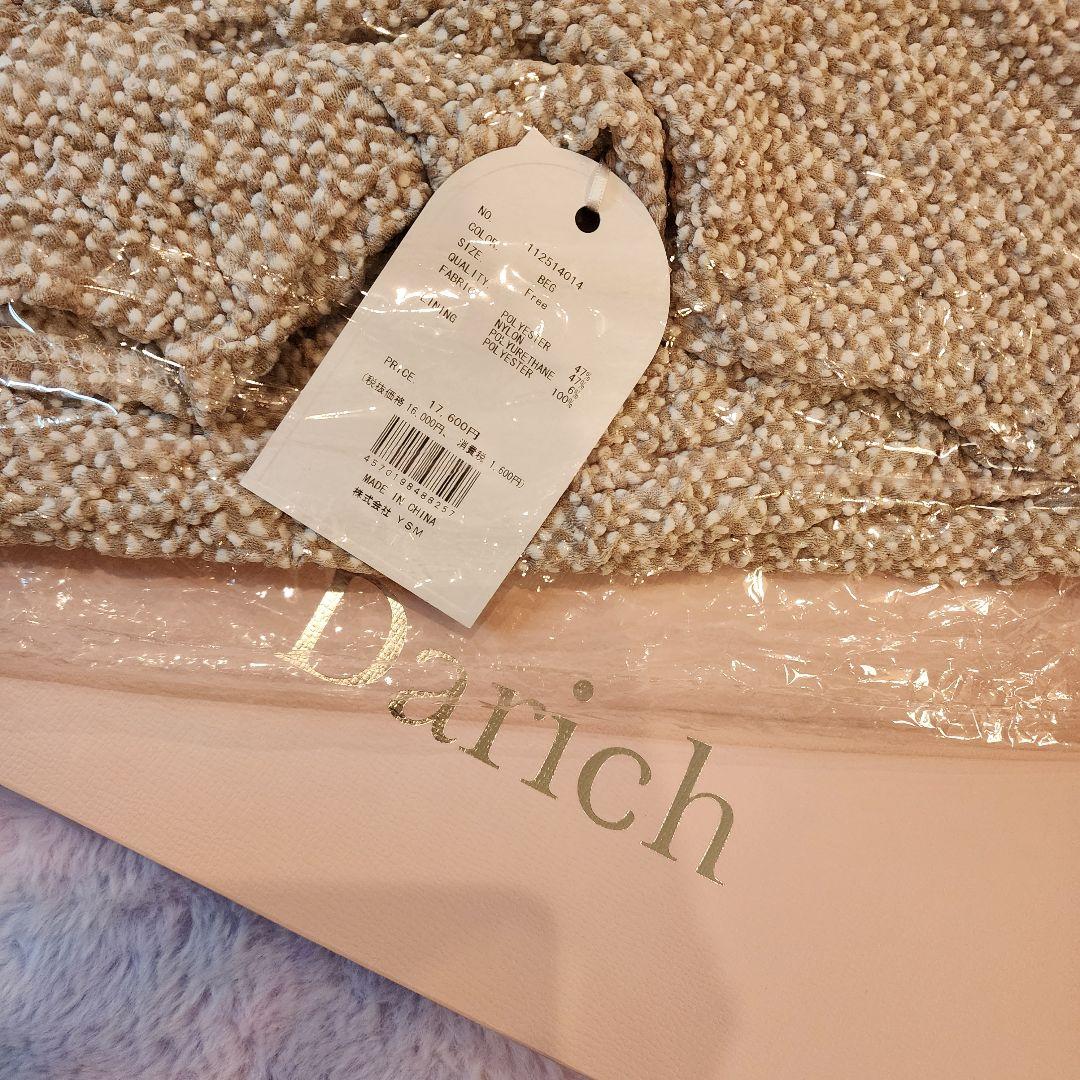 NO. 112514014
COLOR BEG
SIZE Free
QUALITY
FABRIC POLYESTER 47%
NYLON 47%
POLYURETHANE 6%
LINING POLYESTER 100%
PRICE 17,600円
(税抜価格 16,000円、 消費税 1,600円)
4570198488257
MADE IN CHINA
株式会社 YSM
Darich